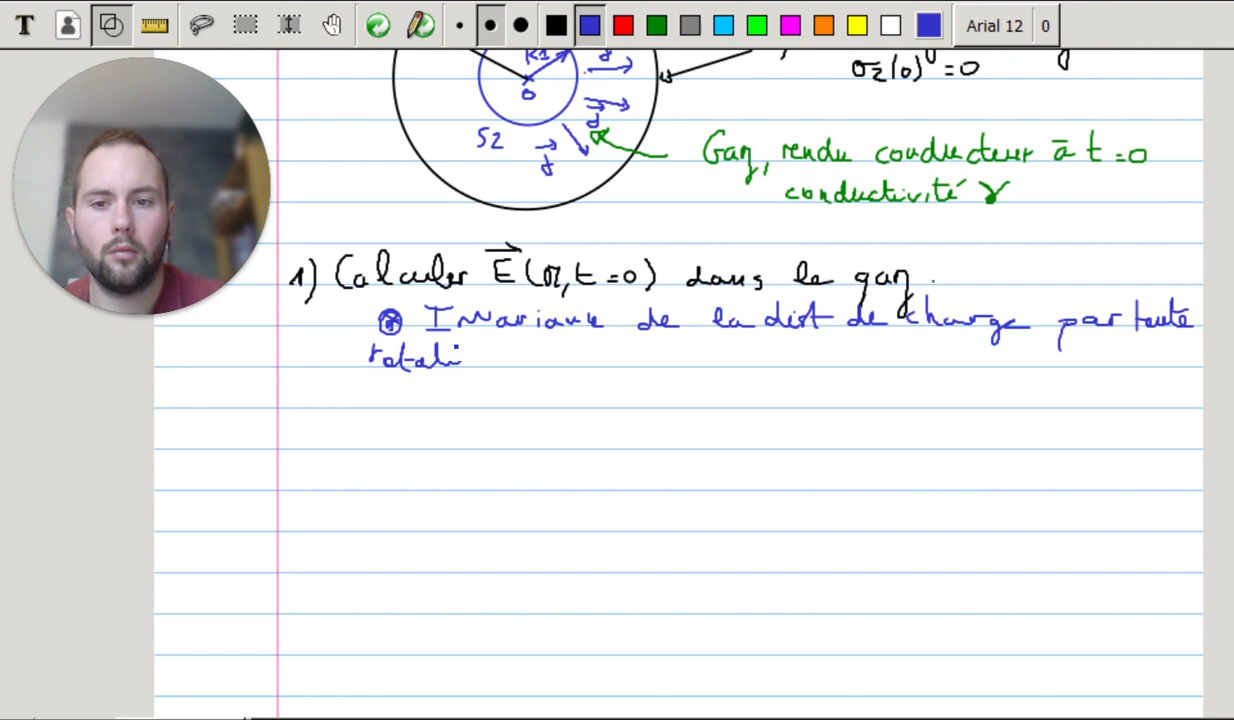 T Arial 12 0
R1
σ2(0) = 0
O
S2
j
Gaz, rendu conducteur à t=0
conductivité γ
1) Calculer E(r, t=0) dans le gaz.
Invariance de la dist de charge par toute
rotati